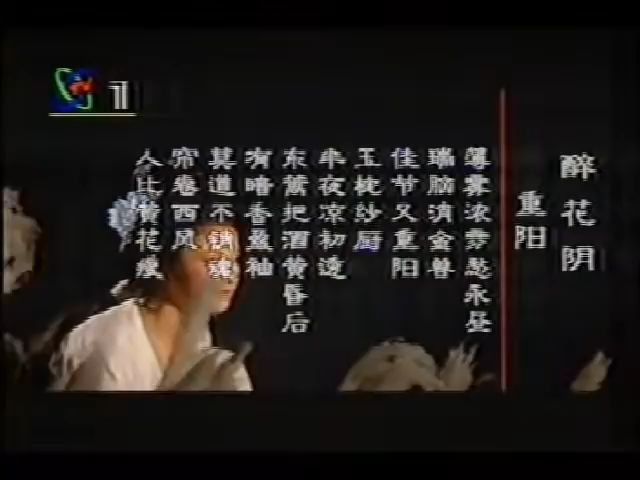 醉花阴
重阳
薄雾浓雰愁永昼
瑞脑消金兽
佳节又重阳
玉枕纱厨
半夜凉初透
东篱把酒黄昏后
有暗香盈袖
莫道不销魂
帘卷西风
人比黄花瘦
1